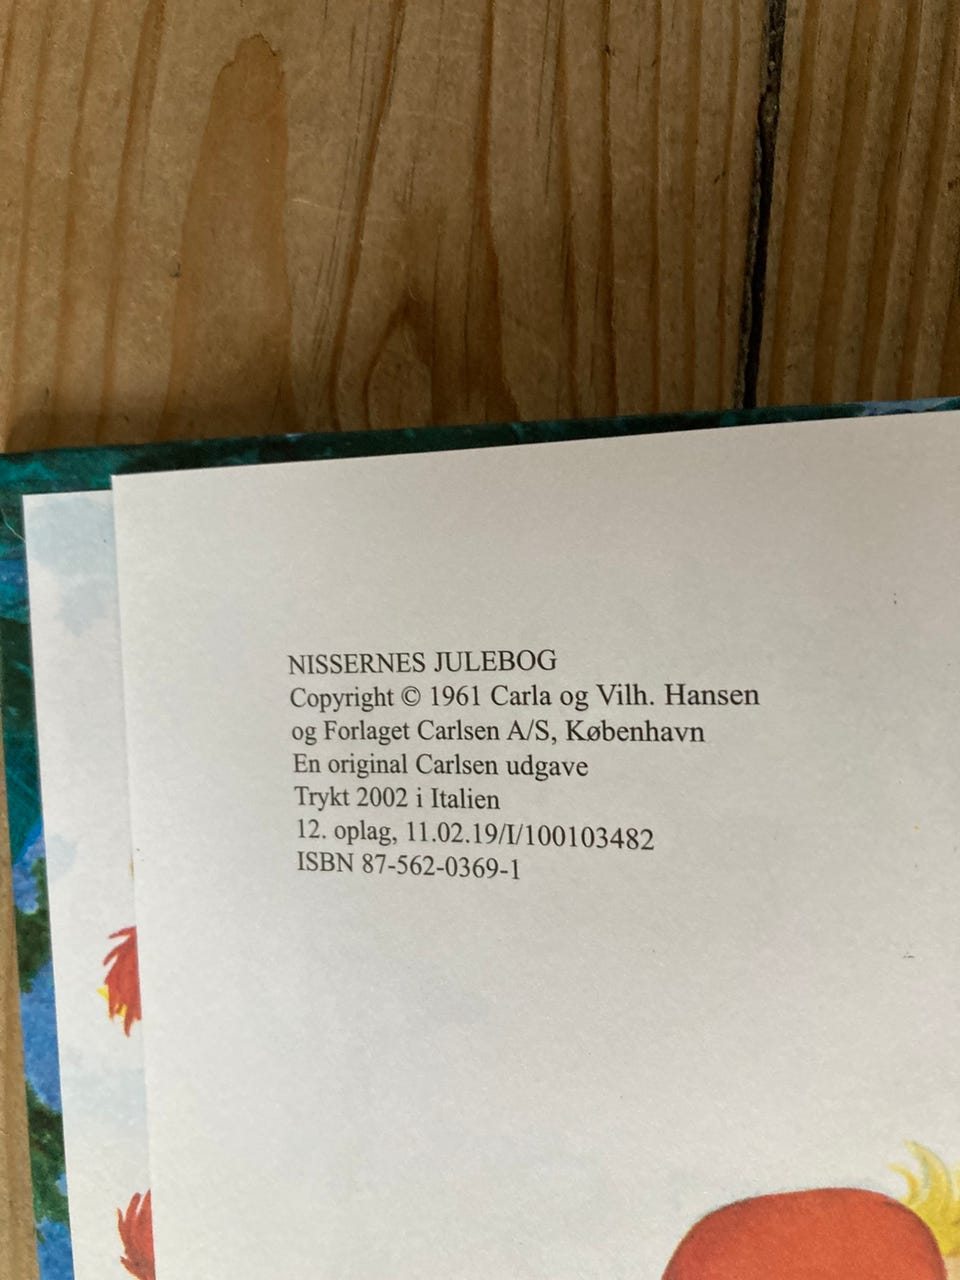 NISSERNES JULEBOG
Copyright © 1961 Carla og Vilh. Hansen
og Forlaget Carlsen A/S, København
En original Carlsen udgave
Trykt 2002 i Italien
12. oplag, 11.02.19/I/100103482
ISBN 87-562-0369-1